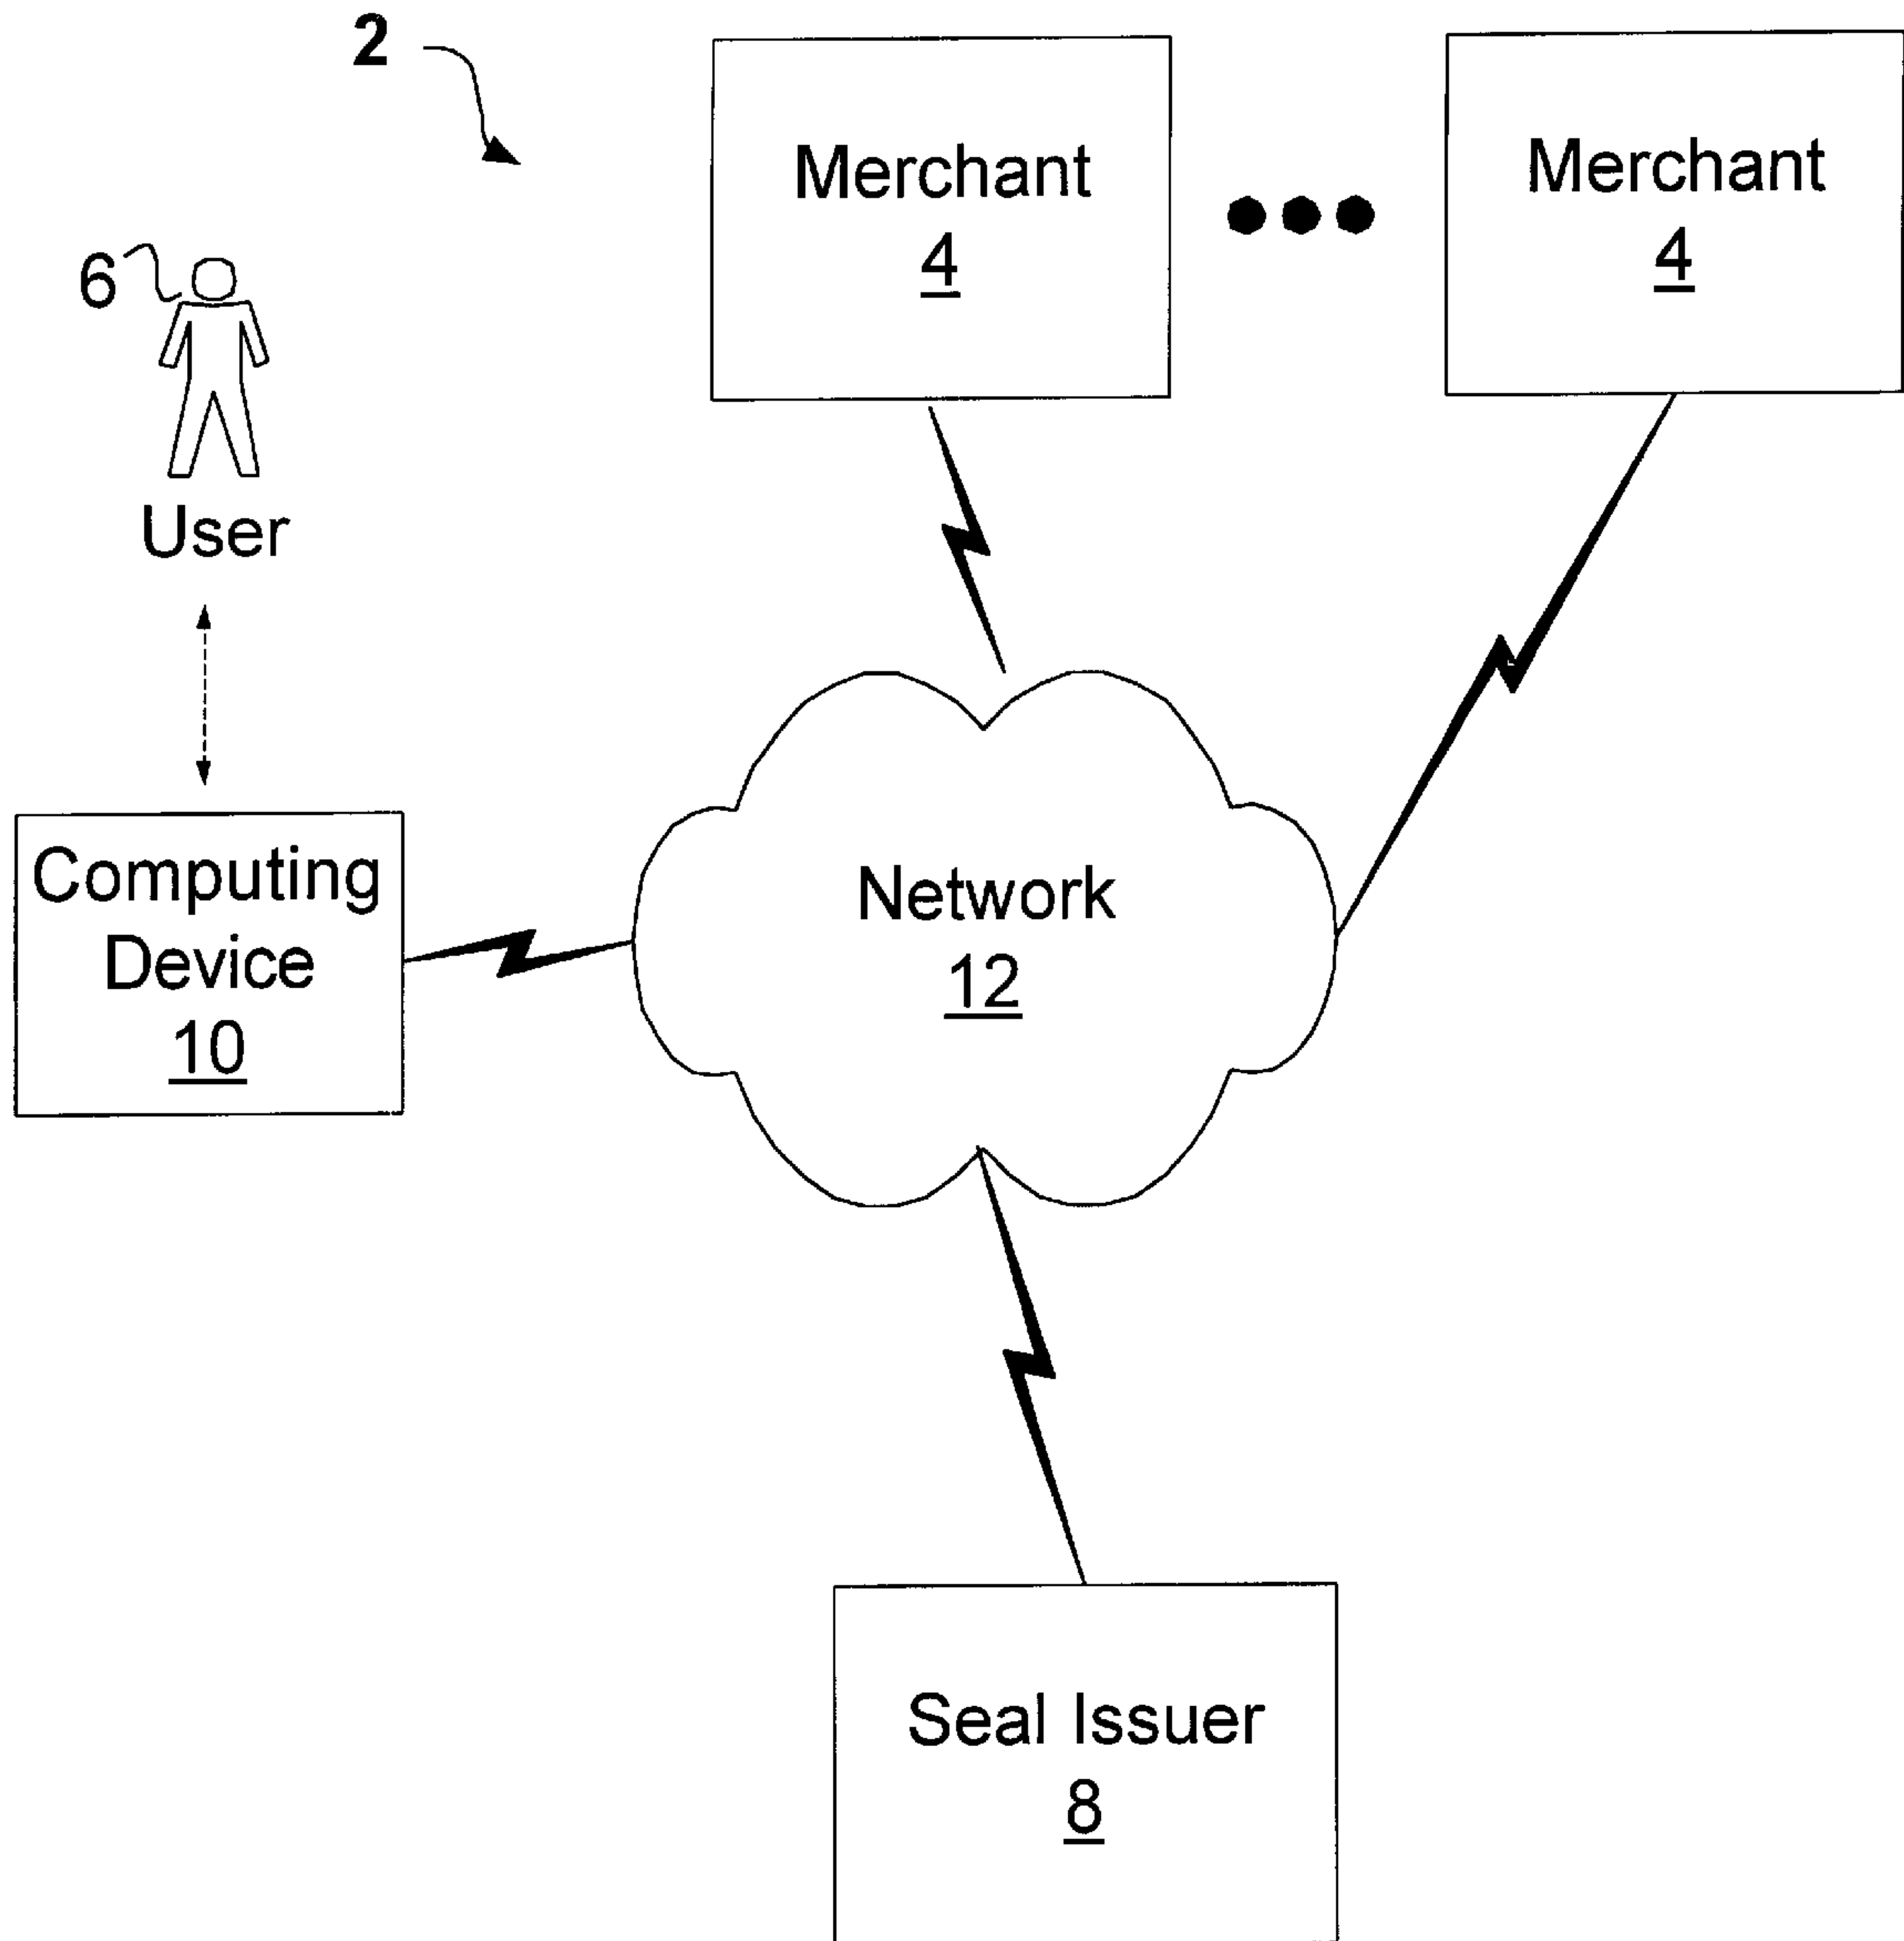 2
Merchant
4
Merchant
4
6
User
Computing
Device
10
Network
12
Seal Issuer
8